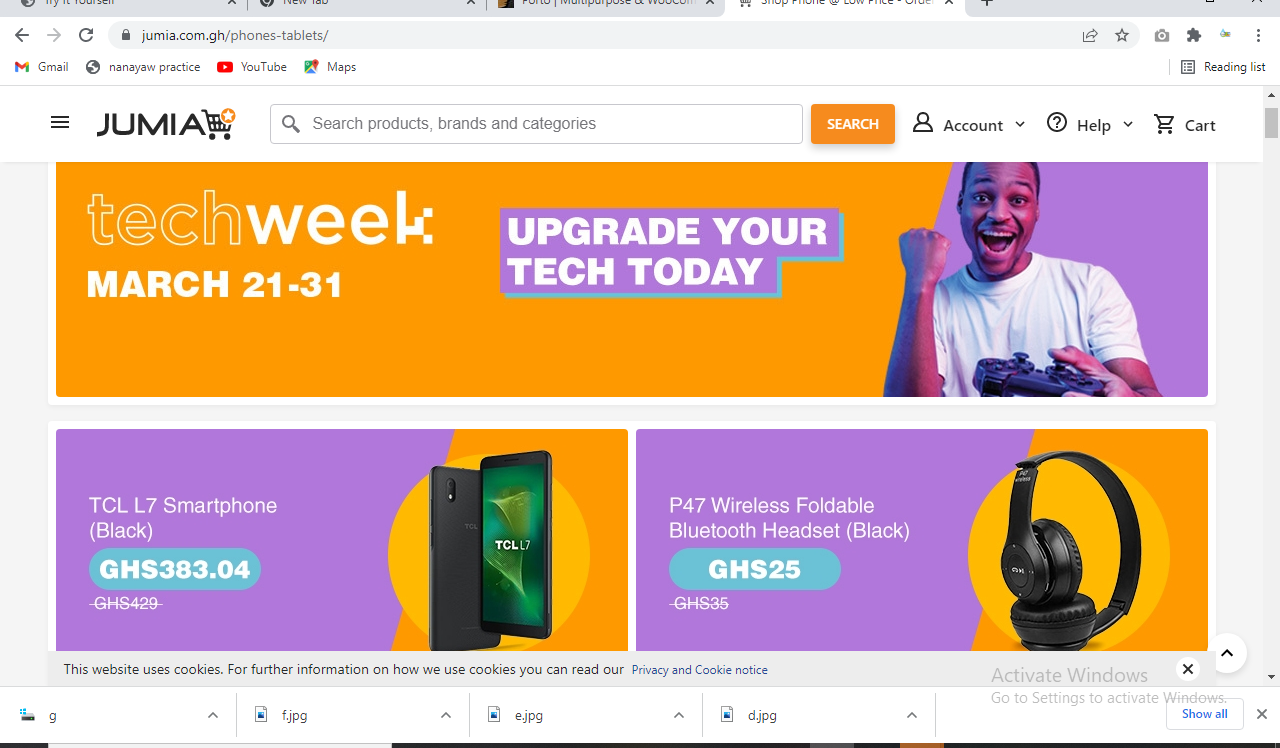 Try It Yourself
New Tab
Porto | Multipurpose & WooCom
Shop Phone @ Low Price - Order
jumia.com.gh/phones-tablets/
Gmail
nanayaw practice
YouTube
Maps
Reading list
JUMIA
Search products, brands and categories
SEARCH
Account
Help
Cart
techweek
MARCH 21-31
UPGRADE YOUR
TECH TODAY
TCL L7 Smartphone
(Black)
GHS383.04
GHS429
TCL
TCL L7
P47 Wireless Foldable
Bluetooth Headset (Black)
GHS25
GHS35
P47
wireless
This website uses cookies. For further information on how we use cookies you can read our Privacy and Cookie notice
Activate Windows
Go to Settings to activate Windows.
g
f.jpg
e.jpg
d.jpg
Show all